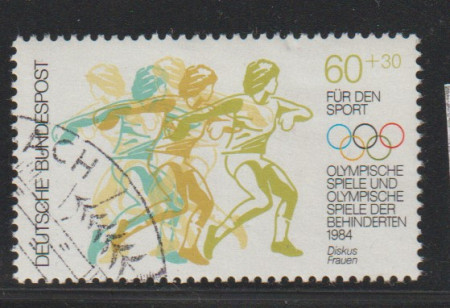 DEUTSCHE BUNDESPOST
60+30
FÜR DEN
SPORT
OLYMPISCHE
SPIELE UND
OLYMPISCHE
SPIELE DER
BEHINDERTEN
1984
Diskus
Frauen